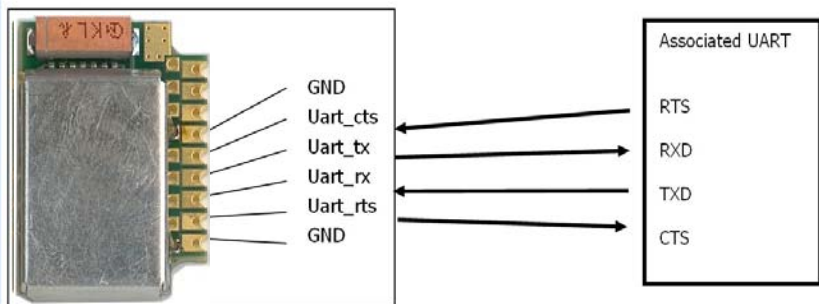 GND
Uart_cts
Uart_tx
Uart_rx
Uart_rts
GND
Associated UART
RTS
RXD
TXD
CTS